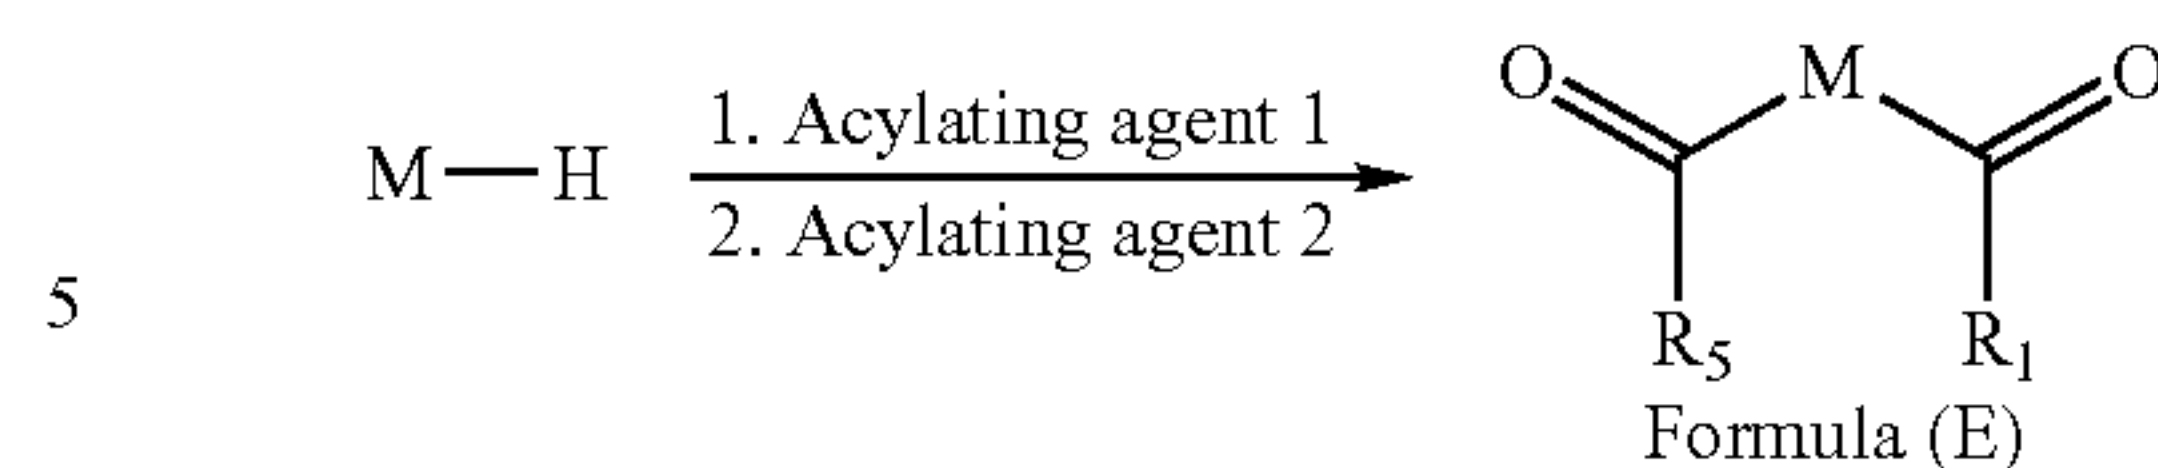 O M O
M—H 1. Acylating agent 1
2. Acylating agent 2
5
R5 R1
Formula (E)